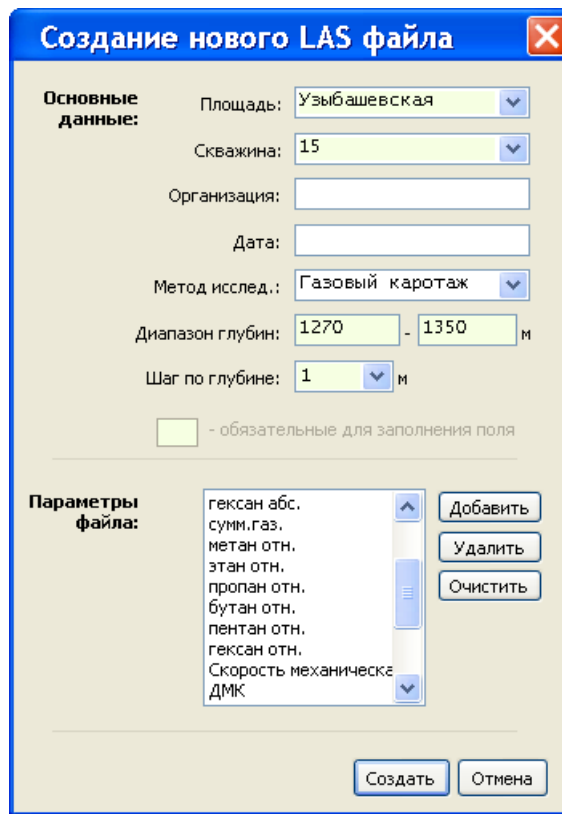 Создание нового LAS файла
Основные данные:
Площадь: Узыбашевская
Скважина: 15
Организация:
Дата:
Метод исслед.: Газовый каротаж
Диапазон глубин: 1270 - 1350 м
Шаг по глубине: 1 м
- обязательные для заполнения поля
Параметры файла:
гексан абс.
сумм.газ.
метан отн.
этан отн.
пропан отн.
бутан отн.
пентан отн.
гексан отн.
Скорость механическа
ДМК
Добавить
Удалить
Очистить
Создать
Отмена